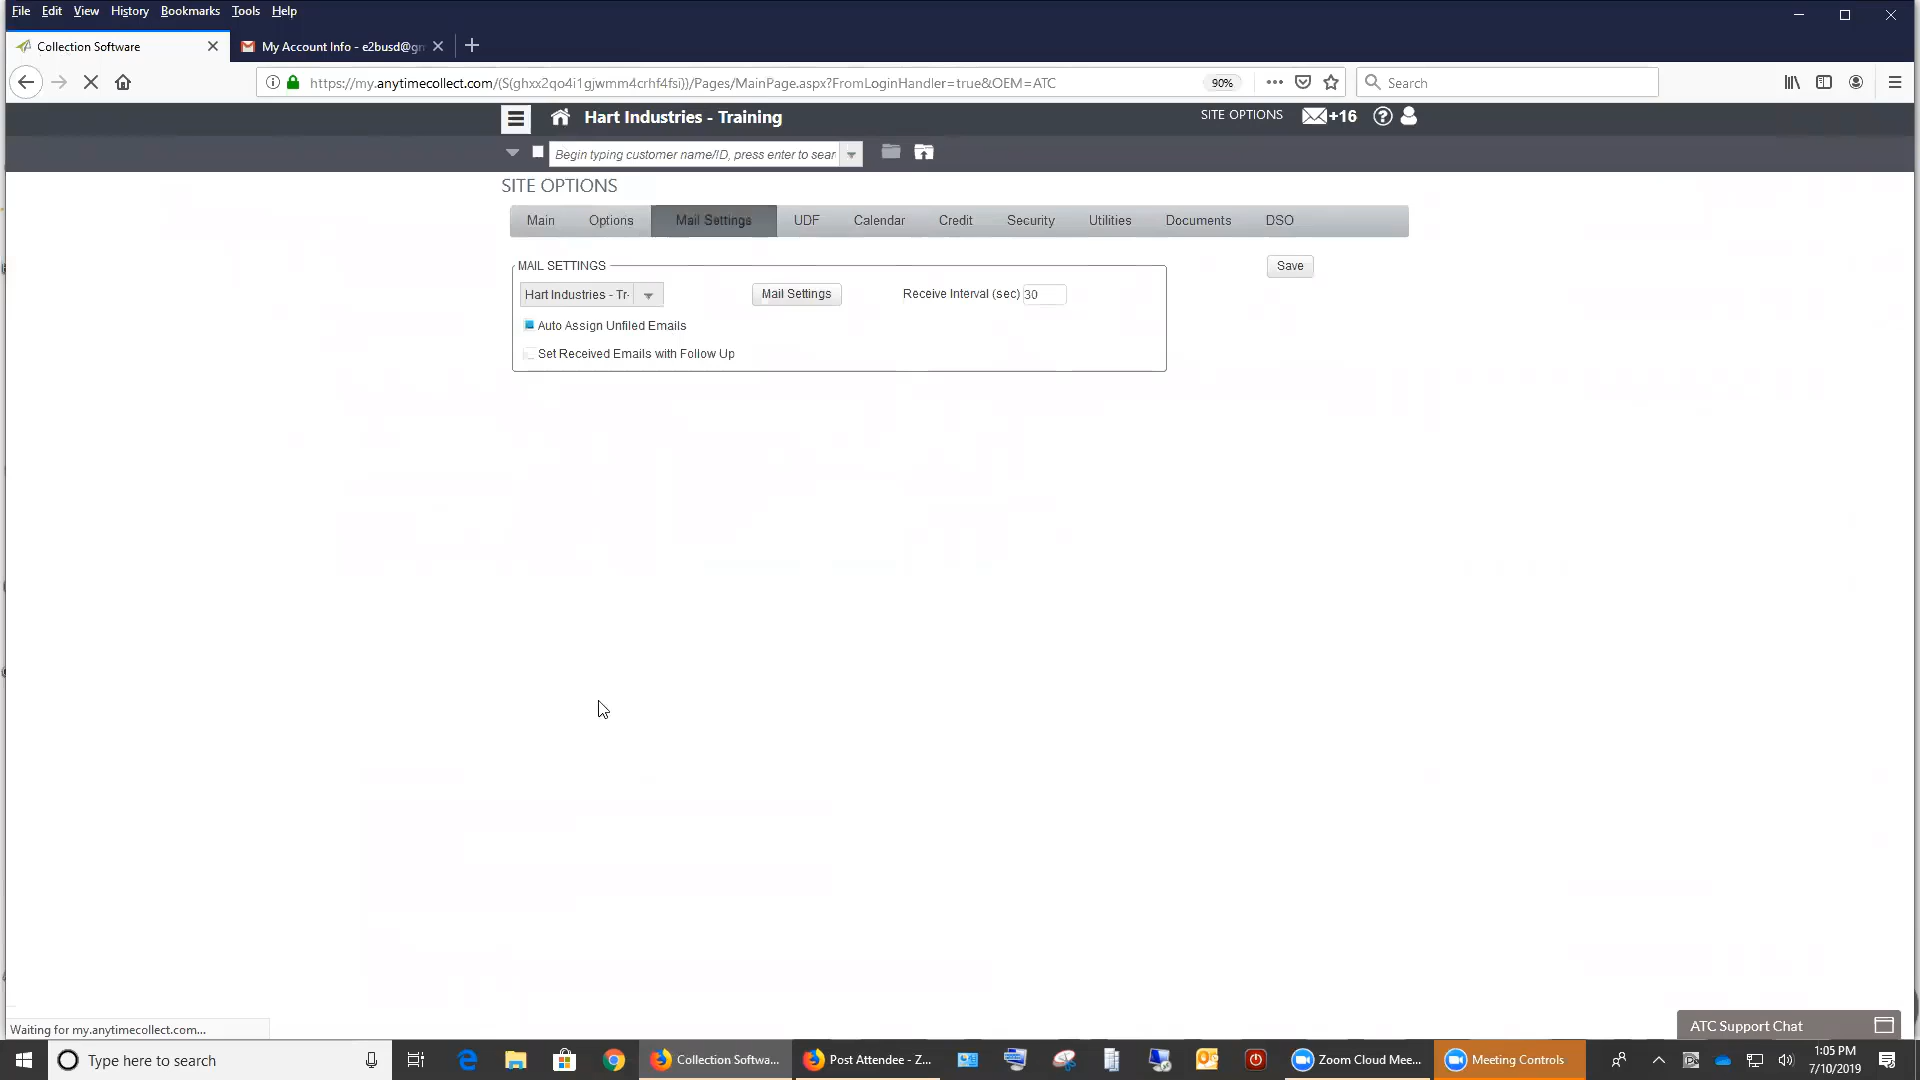 File Edit View History Bookmarks Tools Help
Collection Software My Account Info - e2busd@gm
https://my.anytimecollect.com/(S(ghxx2qo4i1gjwmm4crhf4fsi))/Pages/MainPage.aspx?FromLoginHandler=true&OEM=ATC 90% Search
Hart Industries - Training SITE OPTIONS +16
Begin typing customer name/ID, press enter to sear
SITE OPTIONS
Main Options Mail Settings UDF Calendar Credit Security Utilities Documents DSO
MAIL SETTINGS Save
Hart Industries - Tr- Mail Settings Receive Interval (sec) 30
Auto Assign Unfiled Emails
Set Received Emails with Follow Up
Waiting for my.anytimecollect.com...
ATC Support Chat
Type here to search Collection Softwa... Post Attendee - Z... Zoom Cloud Mee... Meeting Controls 1:05 PM
7/10/2019